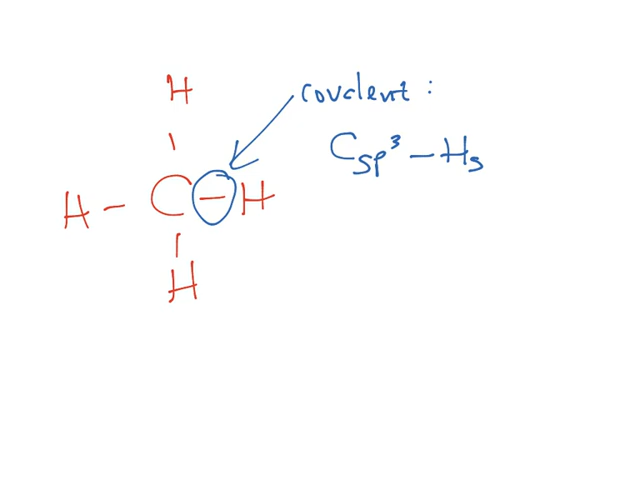 H
covalent :
Csp³ – Hs
H – C – H
H